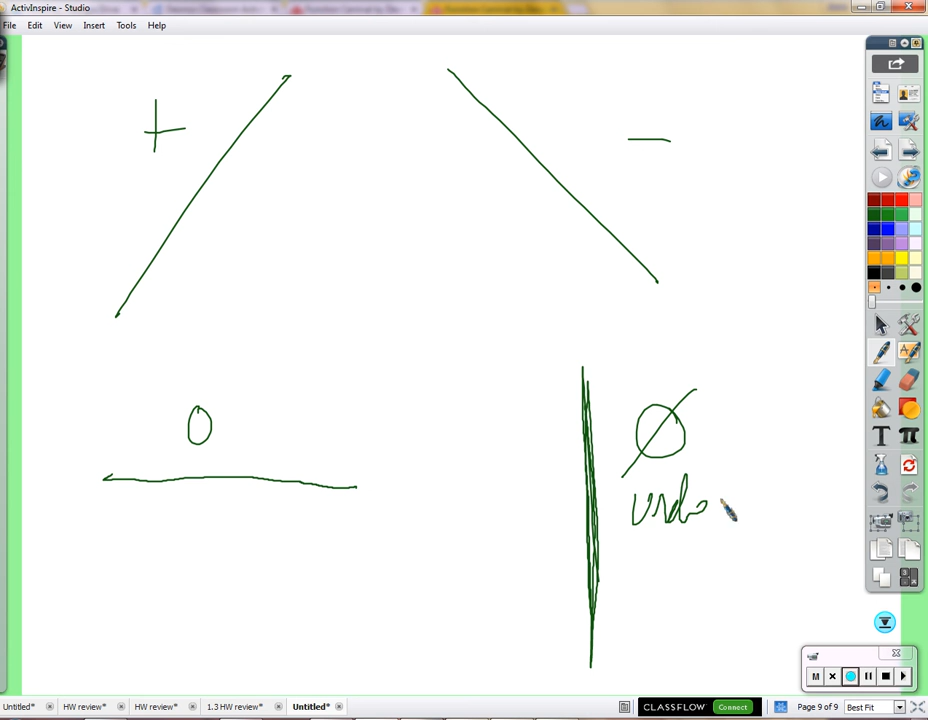 ActivInspire - Studio
File Edit View Insert Tools Help
+
−
0
Ø
unde
T π
M
Untitled* HW review* HW review* 1.3 HW review* Untitled*
CLASSFLOW Connect Page 9 of 9 Best Fit